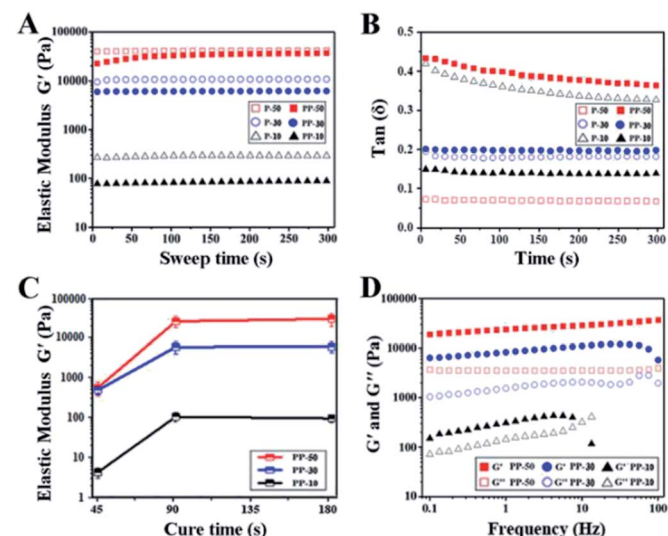 A
100000
10000
1000
100
10
Elastic Modulus G′ (Pa)
P-50 PP-50
P-30 PP-30
P-10 PP-10
0 50 100 150 200 250 300
Sweep time (s)
B
0.5
0.4
0.3
0.2
0.1
0.0
Tan (δ)
P-50 PP-50
P-30 PP-30
P-10 PP-10
0 50 100 150 200 250 300
Time (s)
C
100000
10000
1000
100
10
1
Elastic Modulus G′ (Pa)
PP-50
PP-30
PP-10
45 90 135 180
Cure time (s)
D
100000
10000
1000
100
10
G′ and G″ (Pa)
G′ PP-50 G′ PP-30 G′ PP-10
G″ PP-50 G″ PP-30 G″ PP-10
0.1 1 10 100
Frequency (Hz)